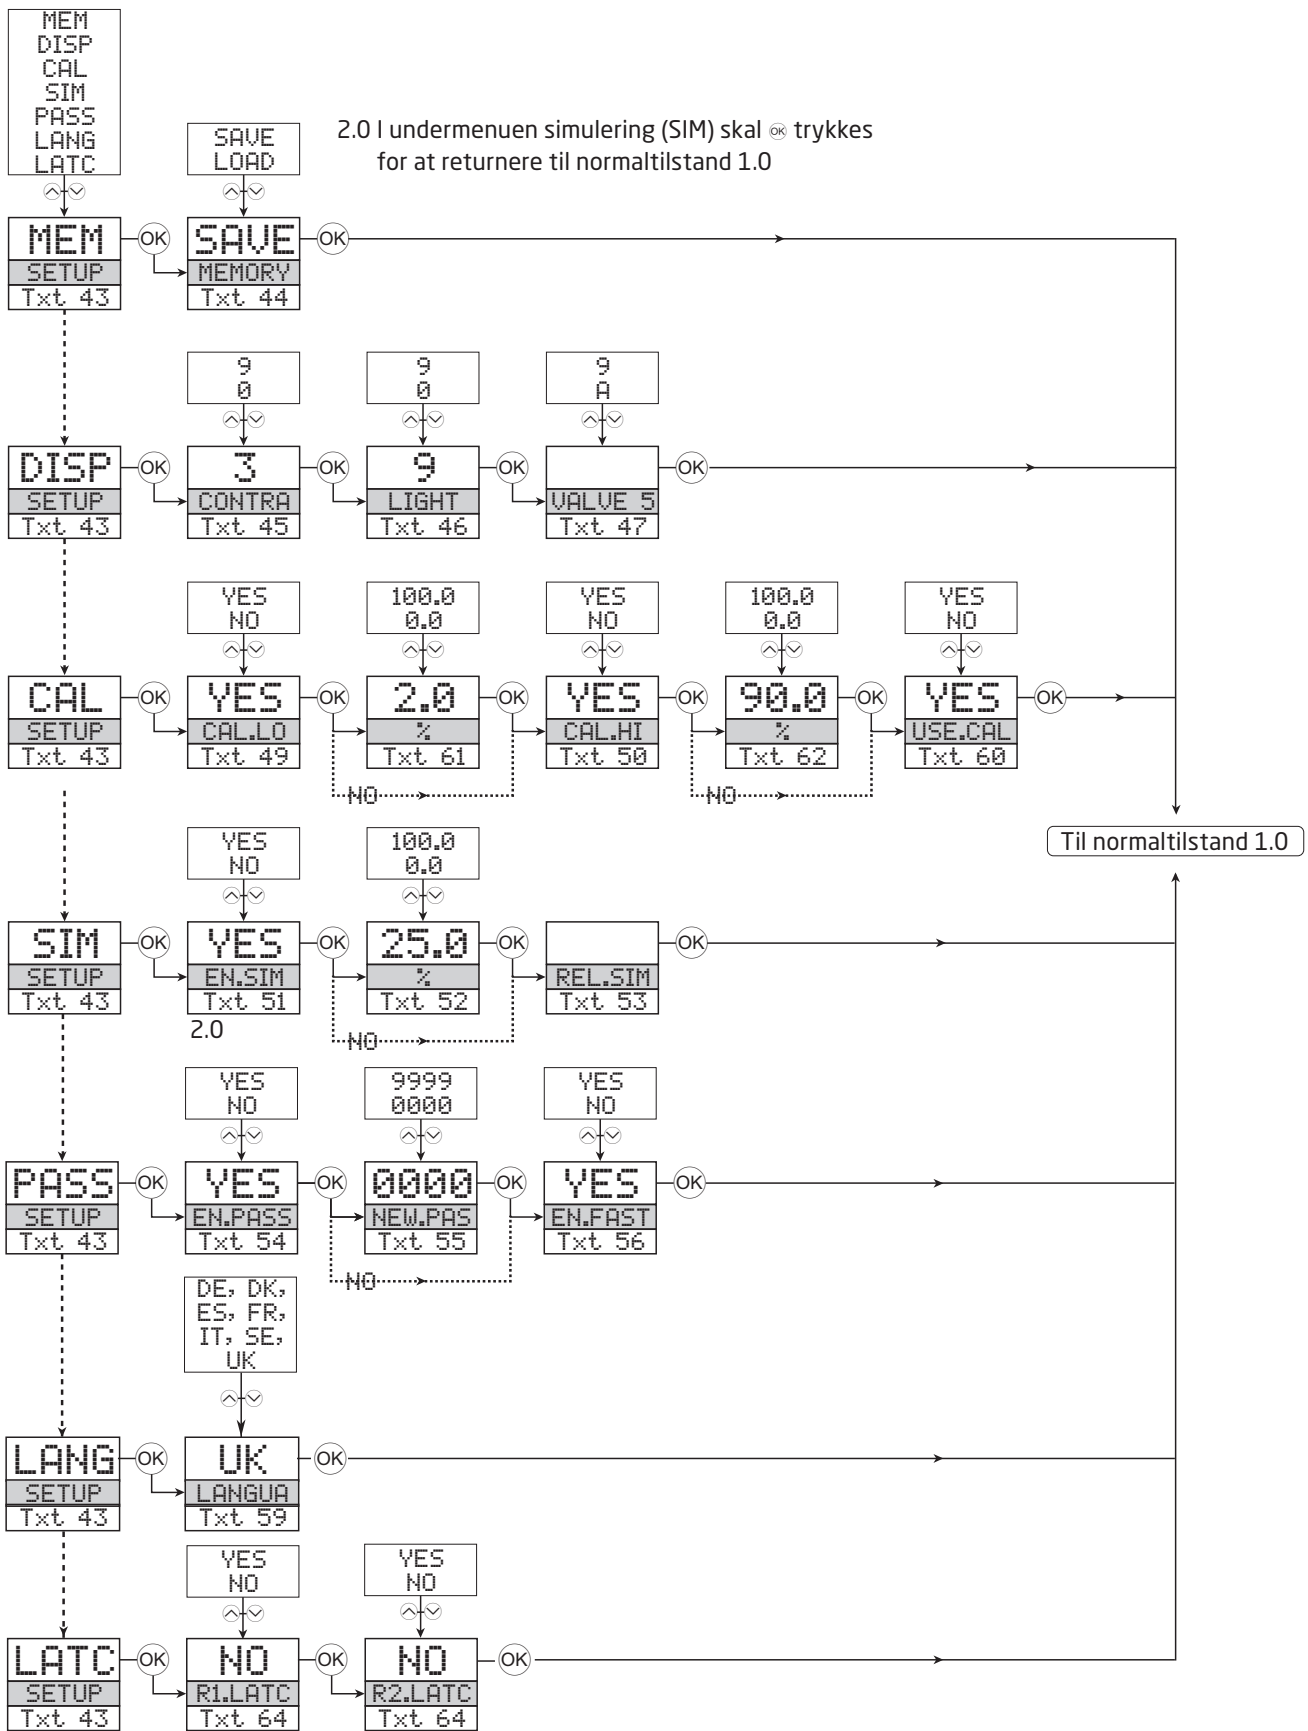 MEM
DISP
CAL
SIM
PASS
LANG
LATC
2.0 I undermenuen simulering (SIM) skal OK trykkes
for at returnere til normaltilstand 1.0
SAVE
LOAD
MEM OK SAVE OK
SETUP MEMORY
Txt 43 Txt 44
9 9 9
0 0 A
DISP OK 3 OK 9 OK OK
SETUP CONTRA LIGHT VALVE 5
Txt 43 Txt 45 Txt 46 Txt 47
YES 100.0 YES 100.0 YES
NO 0.0 NO 0.0 NO
CAL OK YES OK 2.0 OK YES OK 90.0 OK YES OK
SETUP CAL.LO % CAL.HI % USE.CAL
Txt 43 Txt 49 Txt 61 Txt 50 Txt 62 Txt 60
NO NO
Til normaltilstand 1.0
YES 100.0
NO 0.0
SIM OK YES OK 25.0 OK OK
SETUP EN.SIM % REL.SIM
Txt 43 Txt 51 Txt 52 Txt 53
2.0
NO
YES 9999 YES
NO 0000 NO
PASS OK YES OK 0000 OK YES OK
SETUP EN.PASS NEW.PAS EN.FAST
Txt 43 Txt 54 Txt 55 Txt 56
NO
DE, DK,
ES, FR,
IT, SE,
UK
LANG OK UK OK
SETUP LANGUA
Txt 43 Txt 59
YES YES
NO NO
LATC OK NO OK NO OK
SETUP R1.LATC R2.LATC
Txt 43 Txt 64 Txt 64